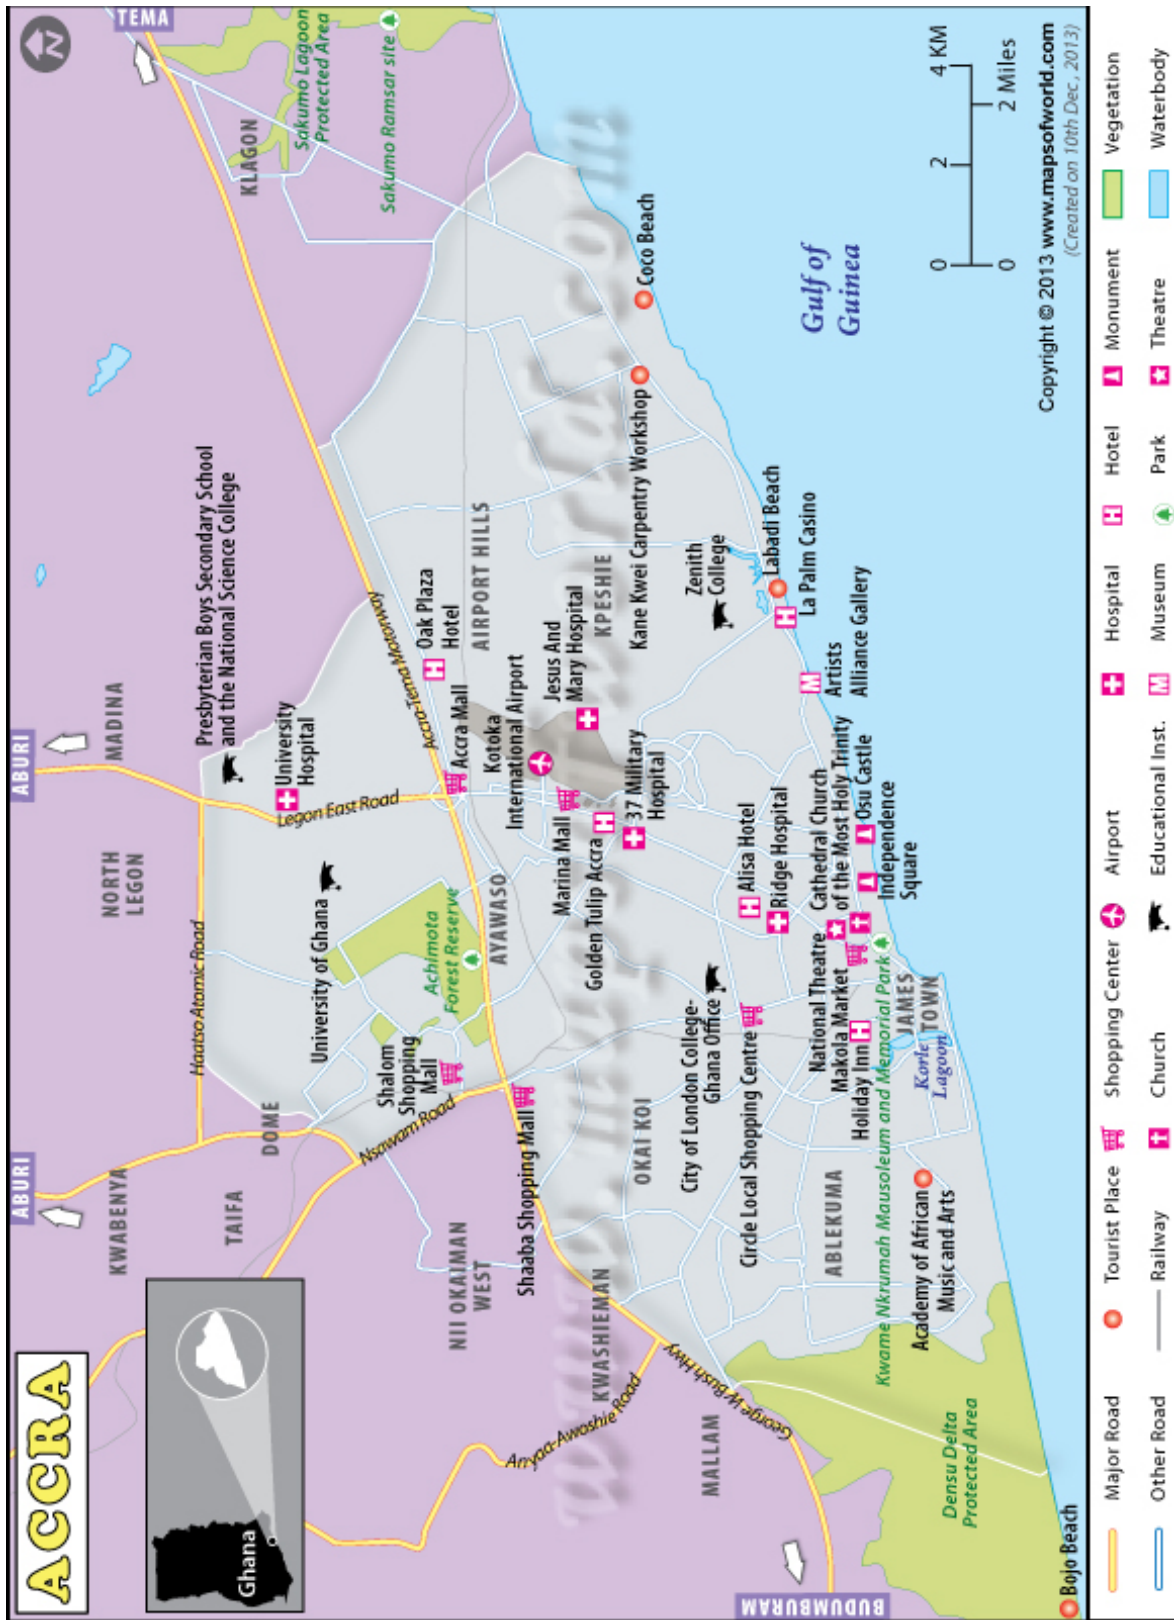 ACCRA
Ghana
N
ABURI
ABURI
TEMA
BUDUMBURAM
KWABENYA
TAIFA
DOME
NORTH
LEGON
MADINA
KLAGON
Sakumo Lagoon
Protected Area
Sakumo Ramsar site
Presbyterian Boys Secondary School
and the National Science College
Haatso Atomic Road
University
Hospital
Legon East Road
University of Ghana
Achimota
Forest Reserve
Shalom
Shopping
Mall
Nsawam Road
NII OKAIMAN
WEST
Shaaba Shopping Mall
AYAWASO
Accra-Tema Motorway
Accra Mall
Oak Plaza
Hotel
AIRPORT HILLS
Kotoka
International Airport
Jesus And
Mary Hospital
KPESHIE
Marina Mall
Golden Tulip Accra
37 Military
Hospital
www.mapsofworld.com
KWASHIEMAN
Anyaa-Awoshie Road
George W Bush Hwy
MALLAM
OKAI KOI
City of London College-
Ghana Office
Circle Local Shopping Centre
Alisa Hotel
Ridge Hospital
Kane Kwei Carpentry Workshop
Coco Beach
Zenith
College
Labadi Beach
La Palm Casino
Artists
Alliance Gallery
Cathedral Church
of the Most Holy Trinity
Osu Castle
Independence
Square
National Theatre
Makola Market
Holiday Inn
Kwame Nkrumah Mausoleum and Memorial Park
JAMES
TOWN
Korle
Lagoon
ABLEKUMA
Academy of African
Music and Arts
Densu Delta
Protected Area
Bojo Beach
Gulf of
Guinea
0 2 4 KM
0 2 Miles
Copyright © 2013 www.mapsofworld.com
(Created on 10th Dec, 2013)
Major Road
Tourist Place
Shopping Center
Airport
Hospital
Hotel
Monument
Vegetation
Other Road
Railway
Church
Educational Inst.
Museum
Park
Theatre
Waterbody